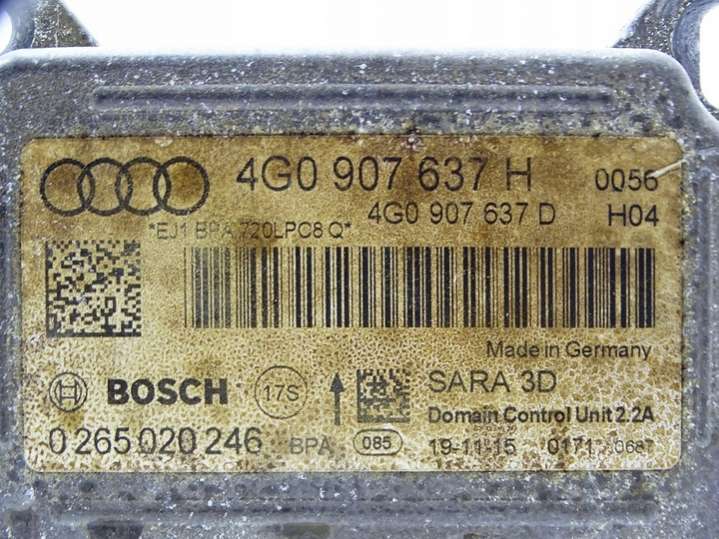 4G0 907 637 H 0056
4G0 907 637 D H04
*EJ1 BPA 720LPC8 Q*
Made in Germany
BOSCH 17S SARA 3D
Domain Control Unit 2.2A
0 265 020 246 BPA 085 19-11-15 0171 0687